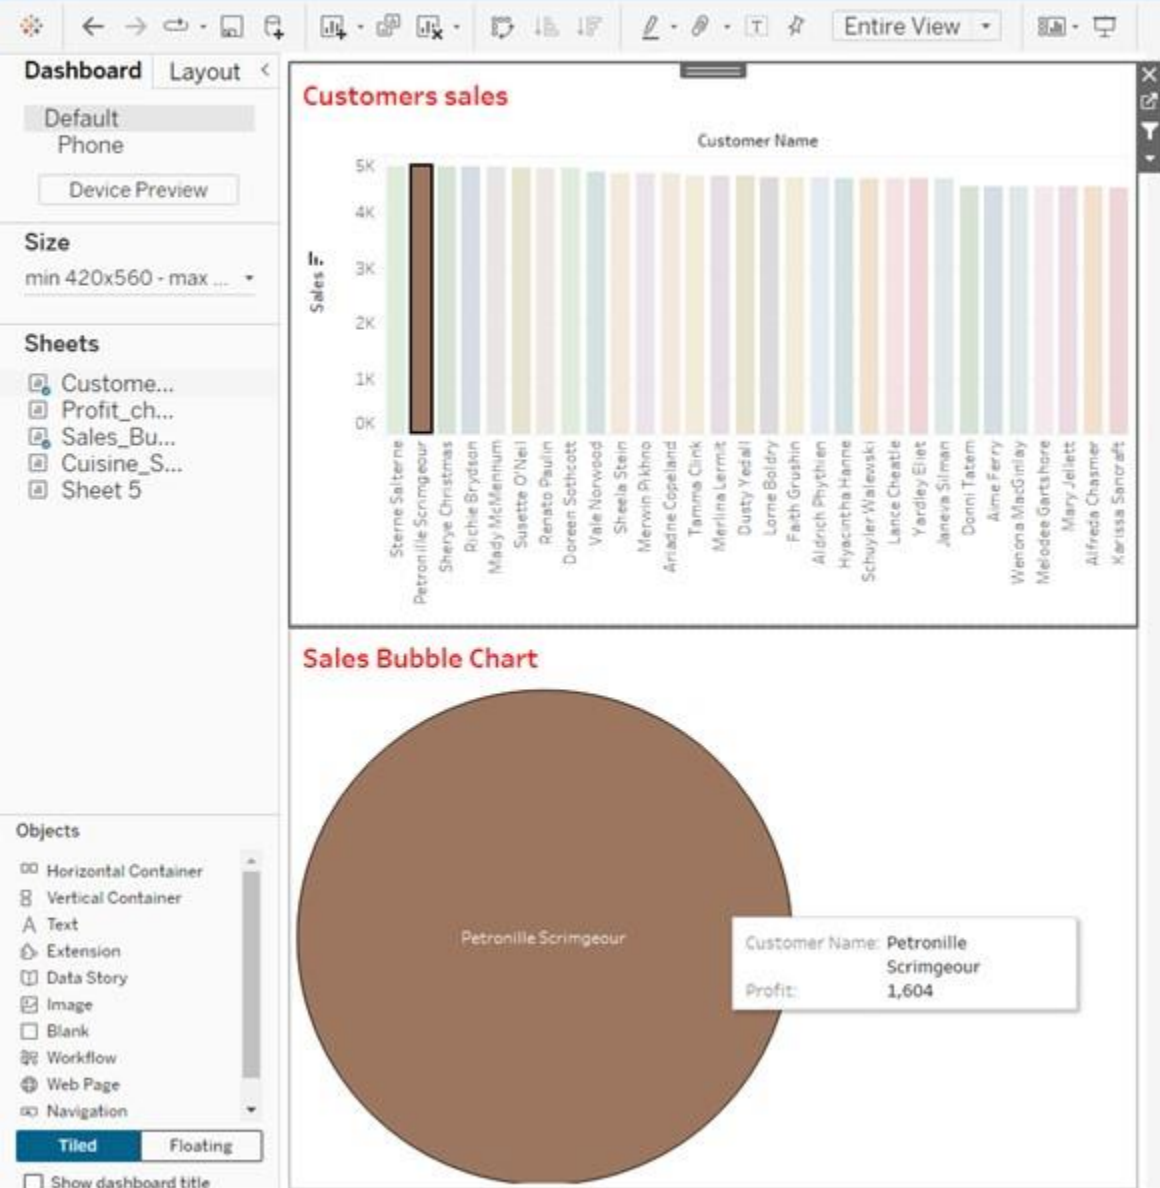 Entire View
Dashboard
Layout
Default
Phone
Device Preview
Size
min 420x560 - max ...
Sheets
Custome...
Profit_ch...
Sales_Bu...
Cuisine_S...
Sheet 5
Objects
Horizontal Container
Vertical Container
A Text
Extension
Data Story
Image
Blank
Workflow
Web Page
Navigation
Tiled
Floating
Show dashboard title
Customers sales
Customer Name
Sales
5K
4K
3K
2K
1K
0K
Sterne Salterne
Petronille Scrimgeour
Sherye Christmas
Richie Brydson
Mady McMennum
Susette O'Neil
Renato Paulin
Doreen Sothcott
Vale Norwood
Sheela Stein
Merwin Pikhno
Ariadne Copeland
Tamma Clink
Merlina Lermit
Dusty Yedall
Lorne Boldry
Faith Grushin
Aldrich Phythien
Hyacintha Hanne
Schuyler Walewski
Lance Cheatle
Yardley Eliet
Janeva Silman
Donni Tatem
Aime Ferry
Wenona MacGinlay
Melodee Gartshore
Mary Jellett
Alfreda Chamer
Karissa Sancraft
Sales Bubble Chart
Petronille Scrimgeour
Customer Name: Petronille
Scrimgeour
Profit: 1,604